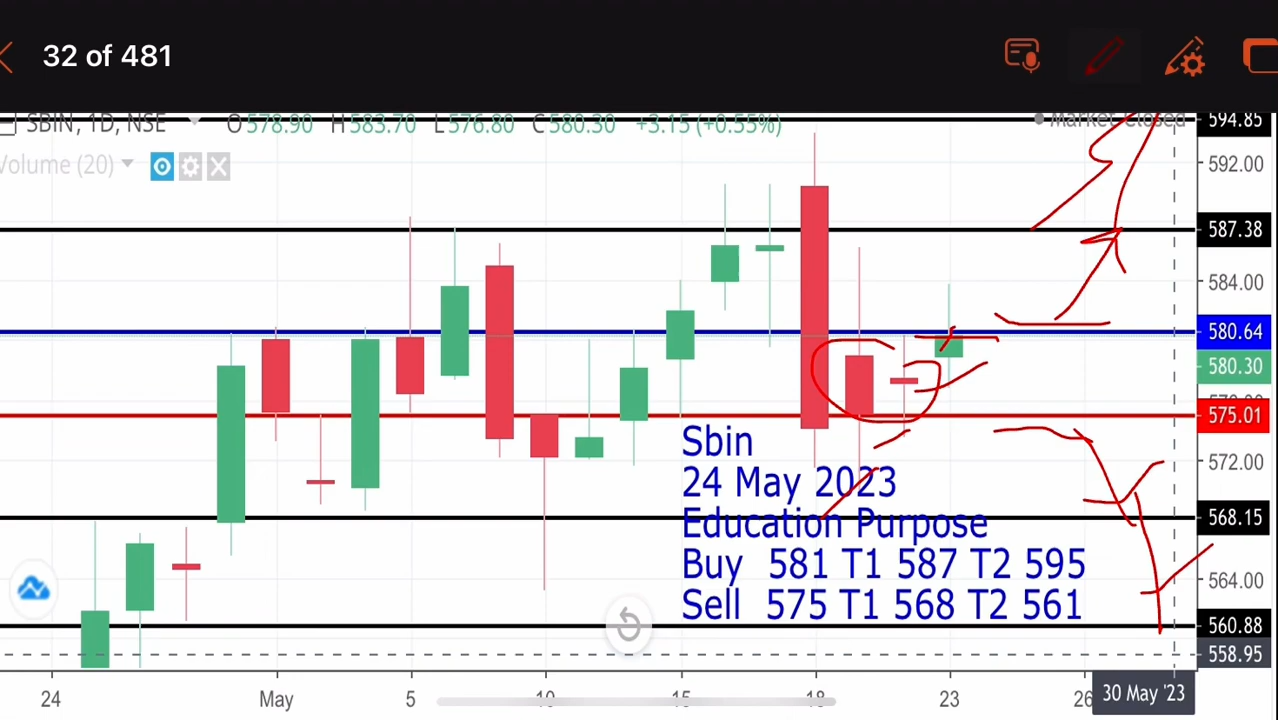 32 of 481
SBIN, 1D, NSE O578.90 H583.70 L576.80 C580.30 +3.15 (+0.55%)
Market Closed
594.85
Volume (20)
592.00
587.38
584.00
580.64
580.30
575.01
Sbin
572.00
24 May 2023
568.15
Education Purpose
Buy 581 T1 587 T2 595
564.00
Sell 575 T1 568 T2 561
560.88
558.95
24 May 5 10 15 18 23 26 30 May '23